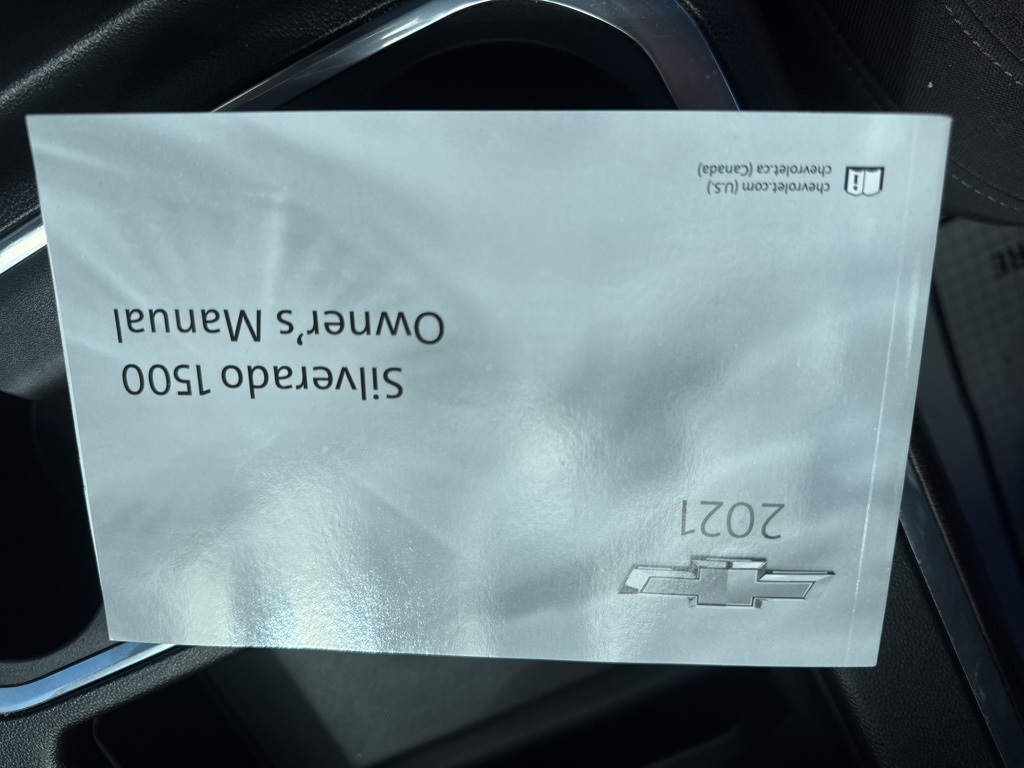 2021
Silverado 1500
Owner's Manual
chevrolet.com (U.S.)
chevrolet.ca (Canada)